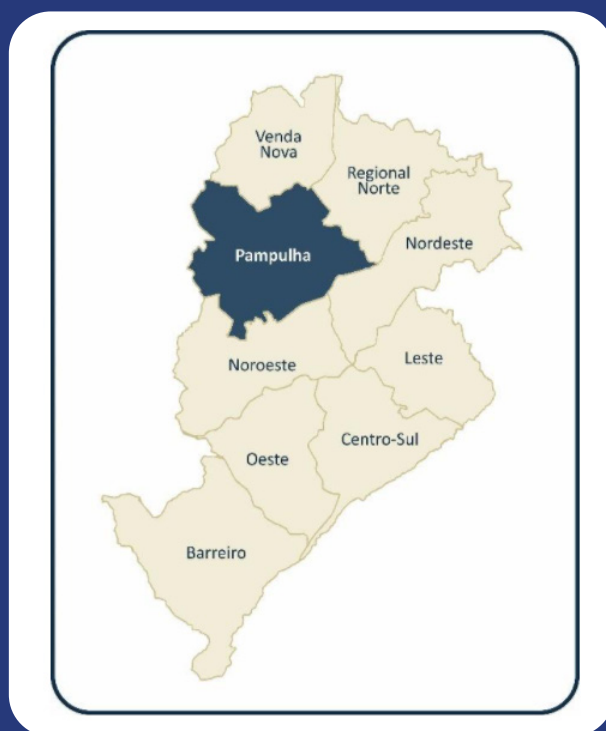 Venda
Nova
Regional
Norte
Pampulha
Nordeste
Noroeste
Leste
Centro-Sul
Oeste
Barreiro